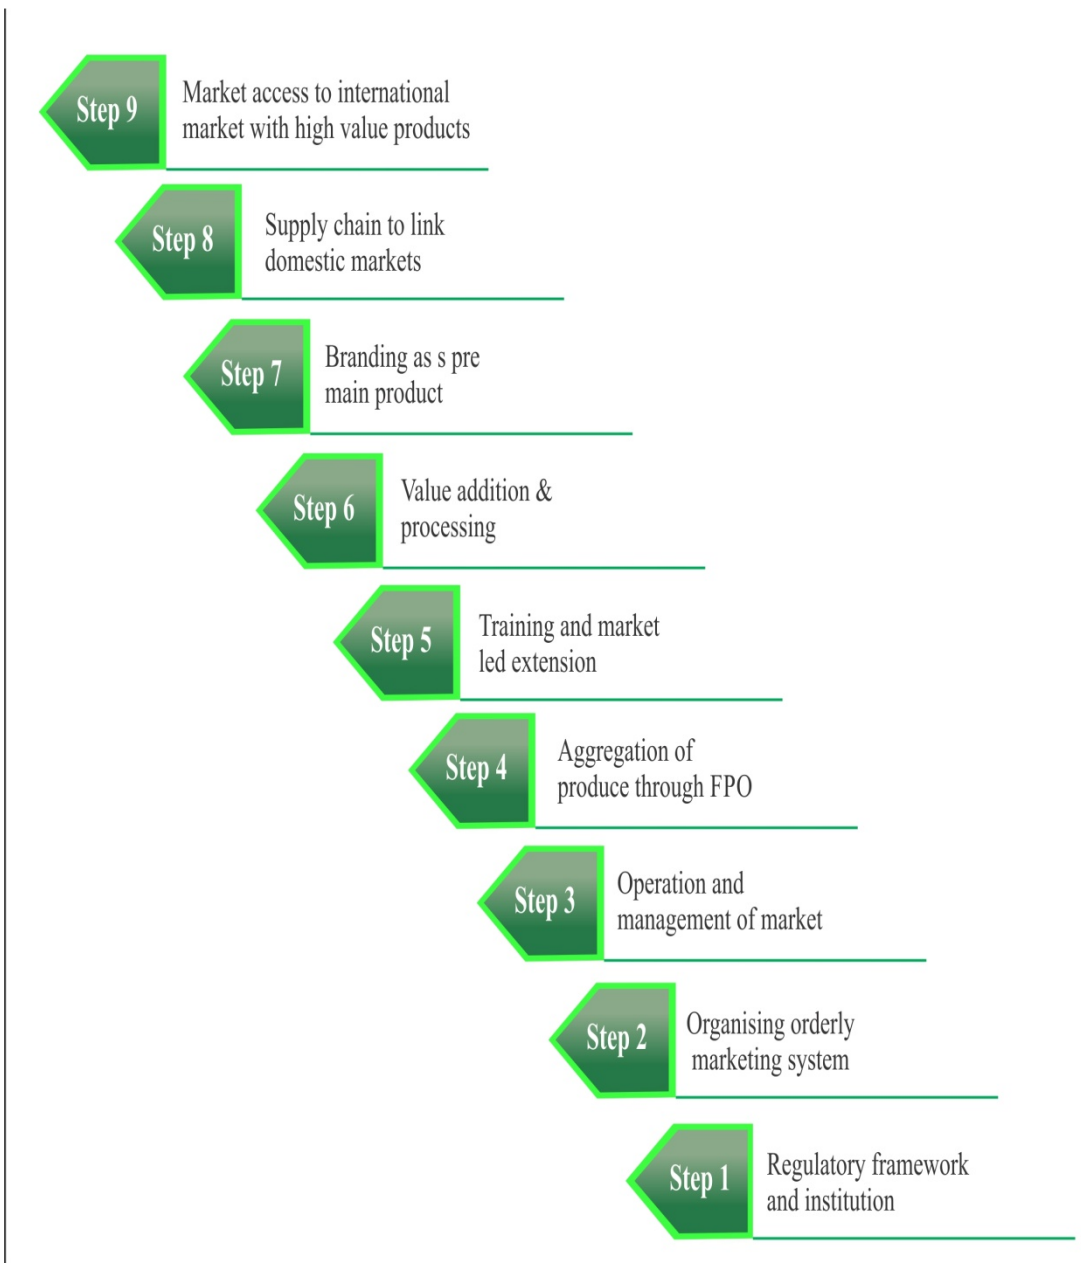 Step 9
Market access to international
market with high value products
Step 8
Supply chain to link
domestic markets
Step 7
Branding as s pre
main product
Step 6
Value addition &
processing
Step 5
Training and market
led extension
Step 4
Aggregation of
produce through FPO
Step 3
Operation and
management of market
Step 2
Organising orderly
marketing system
Step 1
Regulatory framework
and institution